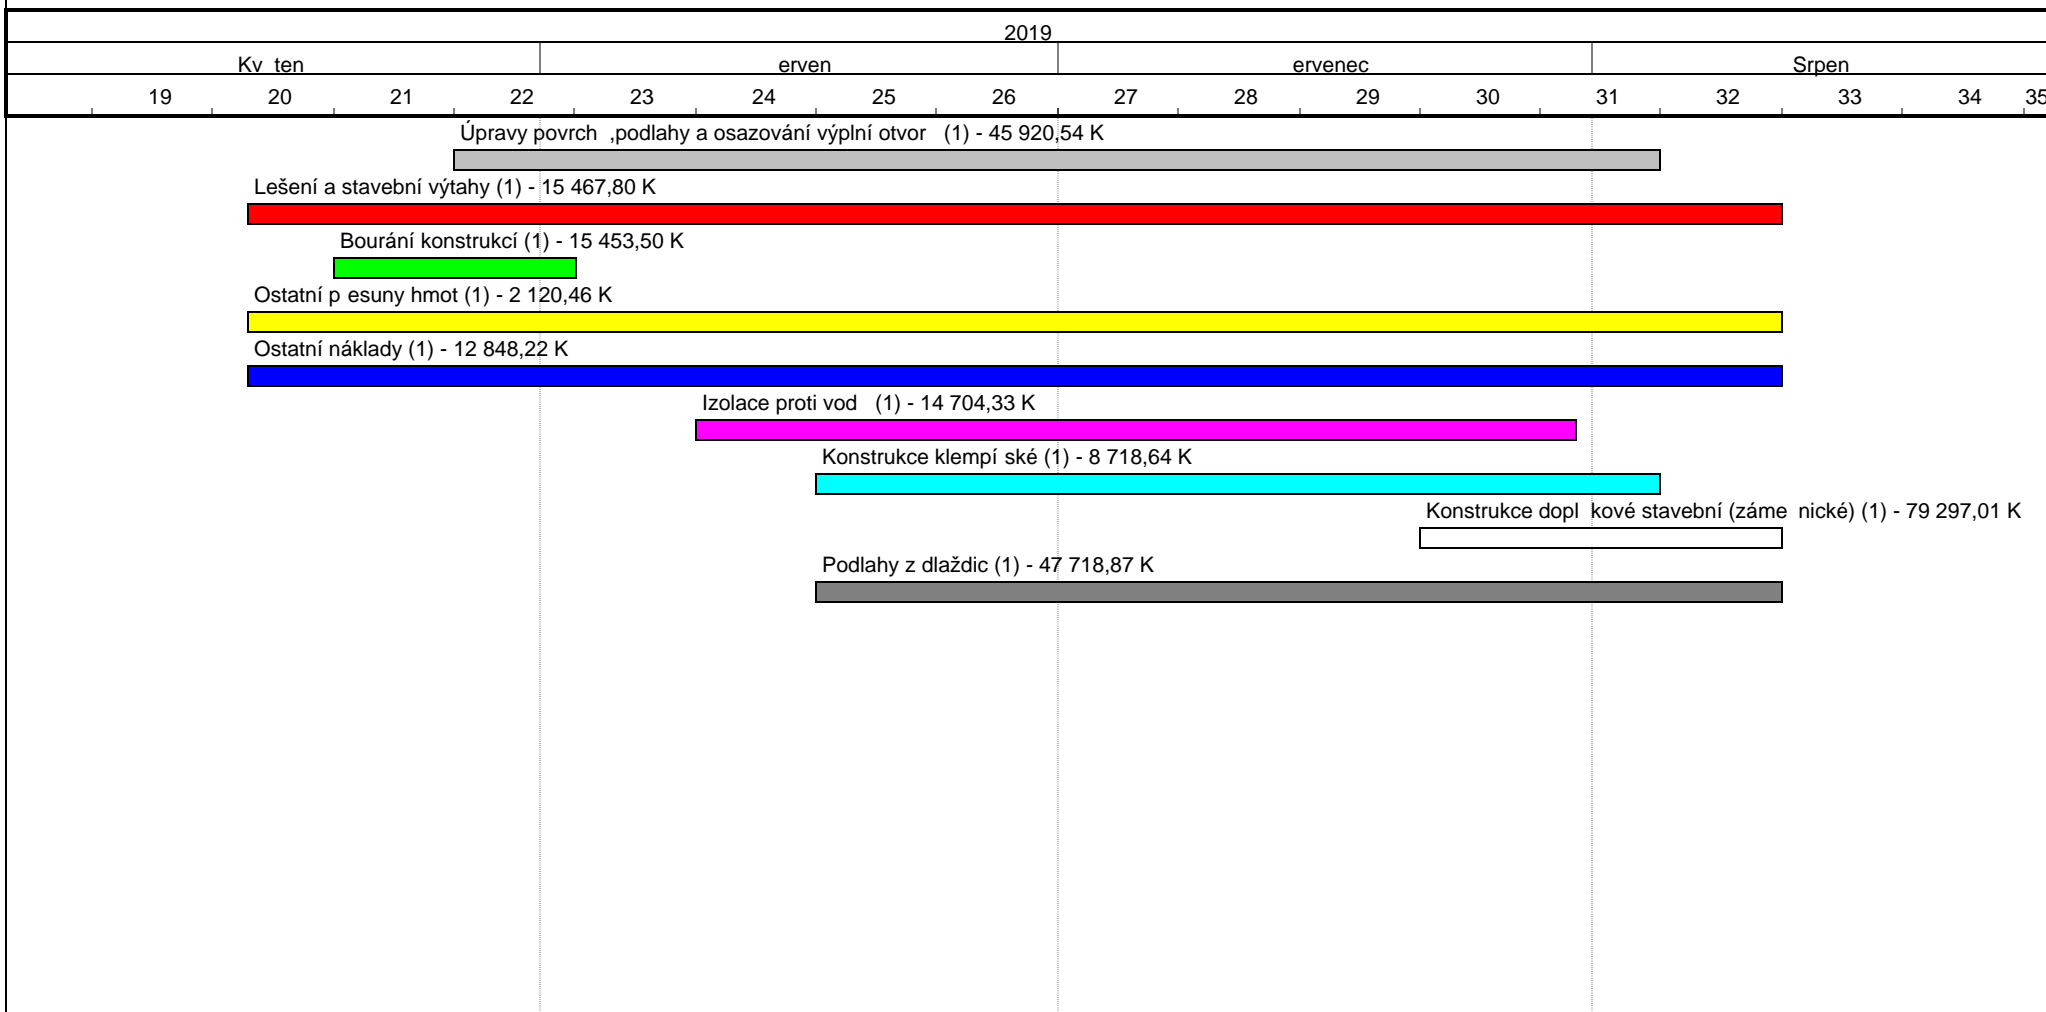 2019
Kv ten erven ervenec Srpen
19 20 21 22 23 24 25 26 27 28 29 30 31 32 33 34 35
Úpravy povrch ,podlahy a osazování výplní otvor (1) - 45 920,54 K
Lešení a stavební výtahy (1) - 15 467,80 K
Bourání konstrukcí (1) - 15 453,50 K
Ostatní p esuny hmot (1) - 2 120,46 K
Ostatní náklady (1) - 12 848,22 K
Izolace proti vod (1) - 14 704,33 K
Konstrukce klempí ské (1) - 8 718,64 K
Konstrukce dopl kové stavební (záme nické) (1) - 79 297,01 K
Podlahy z dlaždic (1) - 47 718,87 K